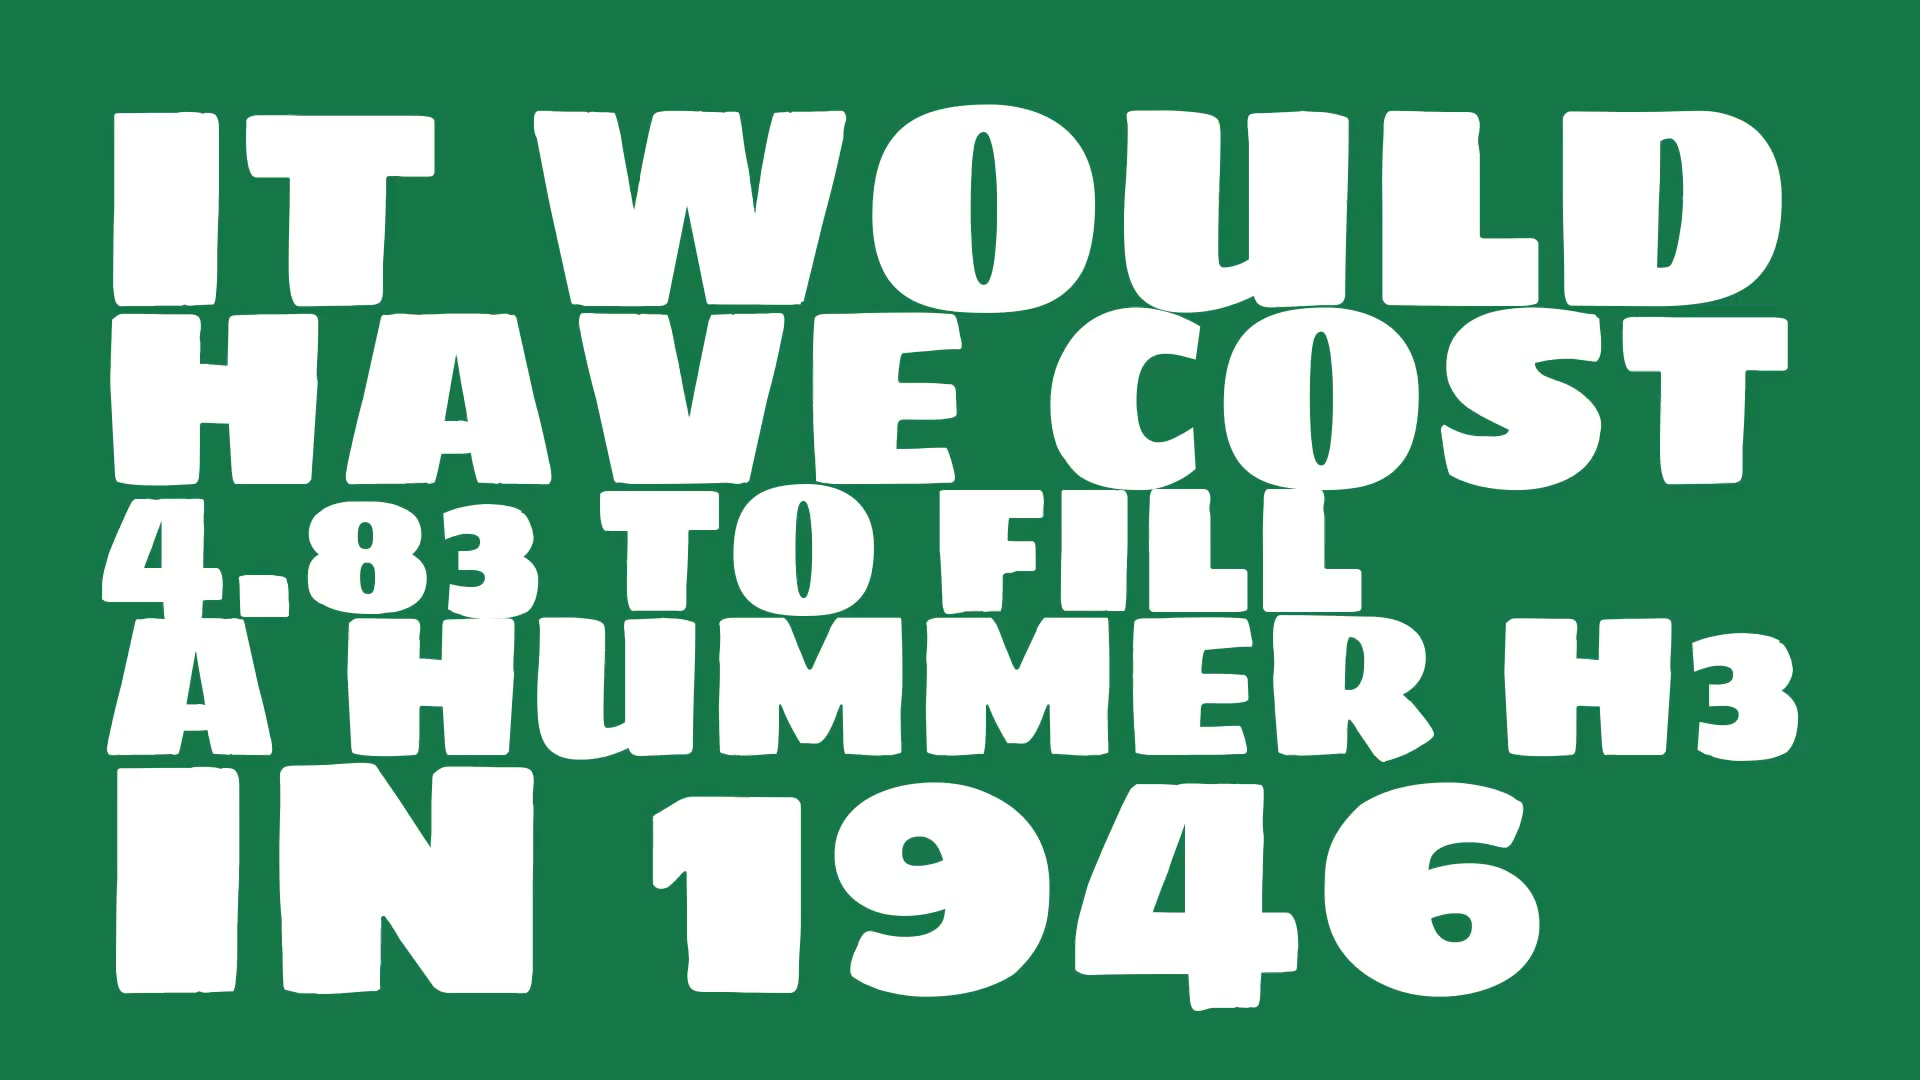 IT WOULD
HAVE COST
4.83 TO FILL
A HUMMER H3
IN 1946